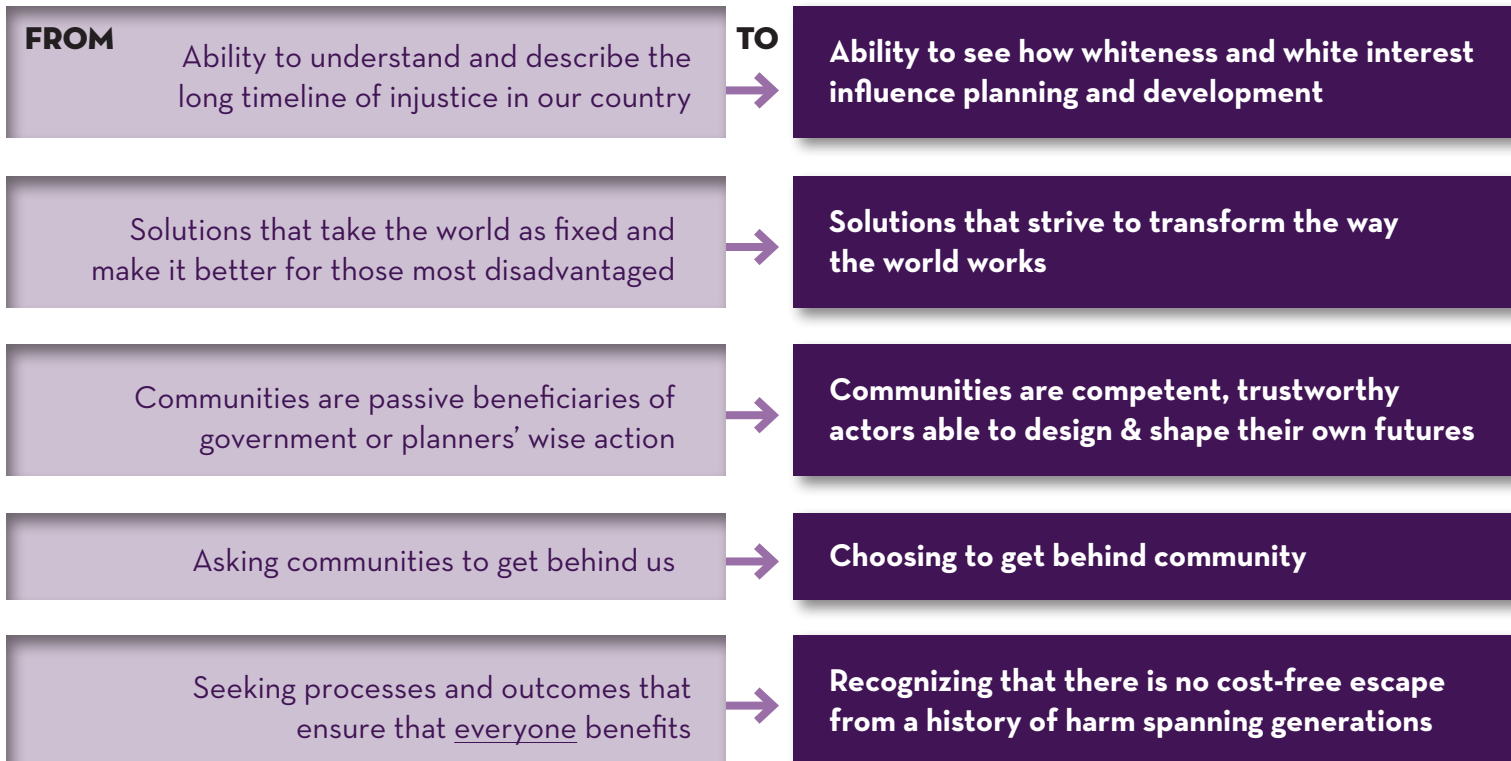 FROM
Ability to understand and describe the
long timeline of injustice in our country
TO
Ability to see how whiteness and white interest
influence planning and development
Solutions that take the world as fixed and
make it better for those most disadvantaged
Solutions that strive to transform the way
the world works
Communities are passive beneficiaries of
government or planners’ wise action
Communities are competent, trustworthy
actors able to design & shape their own futures
Asking communities to get behind us
Choosing to get behind community
Seeking processes and outcomes that
ensure that everyone benefits
Recognizing that there is no cost-free escape
from a history of harm spanning generations